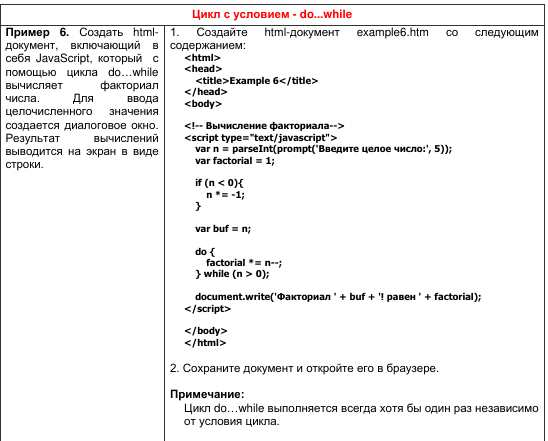 Цикл с условием - do...while
Пример 6. Создать html-
документ, включающий в
себя JavaScript, который с
помощью цикла do…while
вычисляет факториал
числа. Для ввода
целочисленного значения
создается диалоговое окно.
Результат вычислений
выводится на экран в виде
строки.
1. Создайте html-документ example6.htm со следующим
содержанием:
<html>
<head>
<title>Example 6</title>
</head>
<body>
<!-- Вычисление факториала-->
<script type="text/javascript">
var n = parseInt(prompt('Введите целое число:', 5));
var factorial = 1;
if (n < 0){
n *= -1;
}
var buf = n;
do {
factorial *= n--;
} while (n > 0);
document.write('Факториал ' + buf + '! равен ' + factorial);
</script>
</body>
</html>
2. Сохраните документ и откройте его в браузере.
Примечание:
Цикл do…while выполняется всегда хотя бы один раз независимо
от условия цикла.